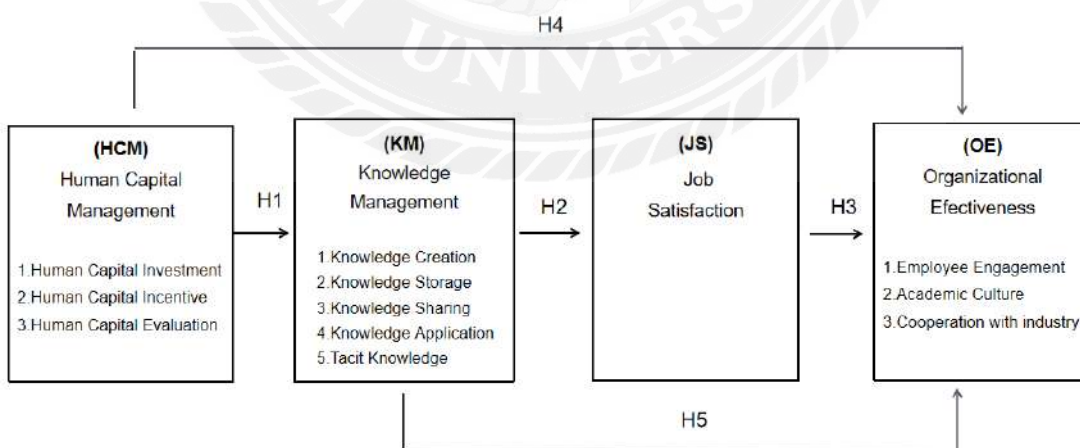 M UNIVERS
H4
(HCM)
Human Capital
Management
1.Human Capital Investment
2.Human Capital Incentive
3.Human Capital Evaluation
H1
(KM)
Knowledge
Management
1.Knowledge Creation
2.Knowledge Storage
3.Knowledge Sharing
4.Knowledge Application
5.Tacit Knowledge
H2
(JS)
Job
Satisfaction
H3
(OE)
Organizational
Efectiveness
1.Employee Engagement
2.Academic Culture
3.Cooperation with industry
H5